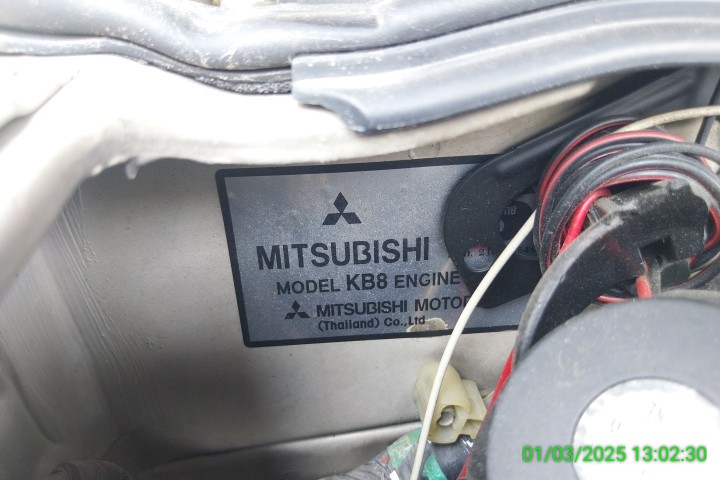 MITSUBISHI
MODEL KB8 ENGINE
MITSUBISHI MOTOR
(Thailand) Co.,Ltd
01/03/2025 13:02:30